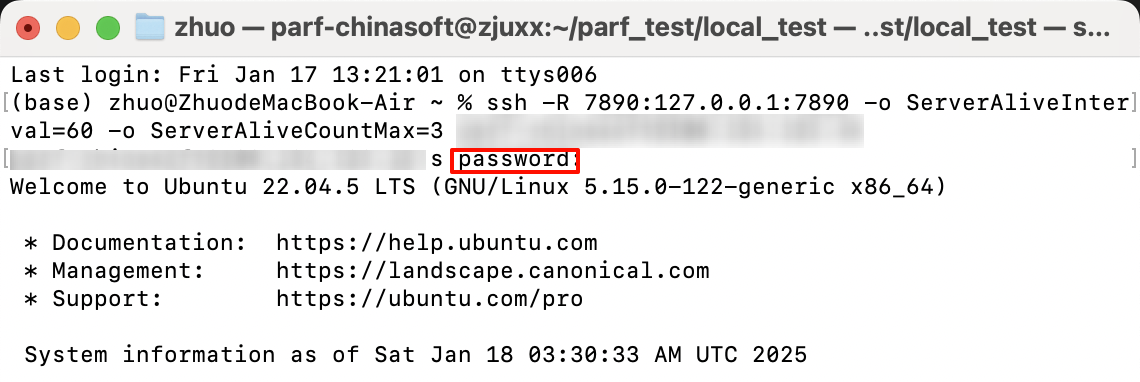 zhuo — parf-chinasoft@zjuxx:~/parf_test/local_test — ..st/local_test — s...
Last login: Fri Jan 17 13:21:01 on ttys006
[(base) zhuo@ZhuodeMacBook-Air ~ % ssh -R 7890:127.0.0.1:7890 -o ServerAliveInter]
val=60 -o ServerAliveCountMax=3
[ s password: ]
Welcome to Ubuntu 22.04.5 LTS (GNU/Linux 5.15.0-122-generic x86_64)
* Documentation: https://help.ubuntu.com
* Management: https://landscape.canonical.com
* Support: https://ubuntu.com/pro
System information as of Sat Jan 18 03:30:33 AM UTC 2025